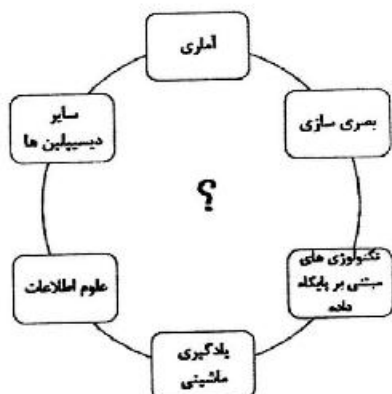 آماری
بصری سازی
تکنولوژی های
مبتنی بر پایگاه
داده
یادگیری
ماشینی
علوم اطلاعات
سایر
دیسیپلین ها
؟